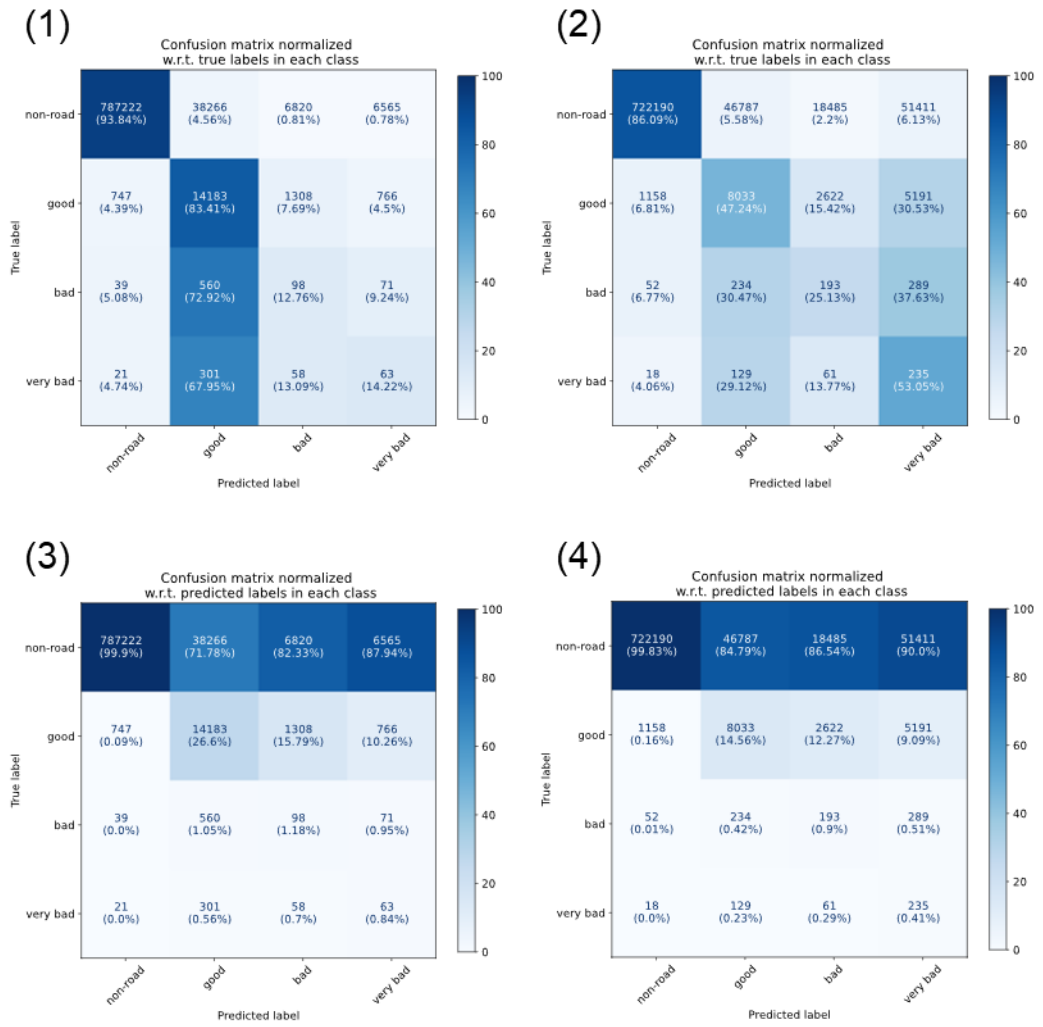 (1)
Confusion matrix normalized
w.r.t. true labels in each class
True label
non-road
good
bad
very bad
787222 38266 6820 6565
(93.84%) (4.56%) (0.81%) (0.78%)
747 14183 1308 766
(4.39%) (83.41%) (7.69%) (4.5%)
39 560 98 71
(5.08%) (72.92%) (12.76%) (9.24%)
21 301 58 63
(4.74%) (67.95%) (13.09%) (14.22%)
non-road good bad very bad
Predicted label
100
80
60
40
20
0
(2)
Confusion matrix normalized
w.r.t. true labels in each class
True label
non-road
good
bad
very bad
722190 46787 18485 51411
(86.09%) (5.58%) (2.2%) (6.13%)
1158 8033 2622 5191
(6.81%) (47.24%) (15.42%) (30.53%)
52 234 193 289
(6.77%) (30.47%) (25.13%) (37.63%)
18 129 61 235
(4.06%) (29.12%) (13.77%) (53.05%)
non-road good bad very bad
Predicted label
100
80
60
40
20
0
(3)
Confusion matrix normalized
w.r.t. predicted labels in each class
True label
non-road
good
bad
very bad
787222 38266 6820 6565
(99.9%) (71.78%) (82.33%) (87.94%)
747 14183 1308 766
(0.09%) (26.6%) (15.79%) (10.26%)
39 560 98 71
(0.0%) (1.05%) (1.18%) (0.95%)
21 301 58 63
(0.0%) (0.56%) (0.7%) (0.84%)
non-road good bad very bad
Predicted label
100
80
60
40
20
0
(4)
Confusion matrix normalized
w.r.t. predicted labels in each class
True label
non-road
good
bad
very bad
722190 46787 18485 51411
(99.83%) (84.79%) (86.54%) (90.0%)
1158 8033 2622 5191
(0.16%) (14.56%) (12.27%) (9.09%)
52 234 193 289
(0.01%) (0.42%) (0.9%) (0.51%)
18 129 61 235
(0.0%) (0.23%) (0.29%) (0.41%)
non-road good bad very bad
Predicted label
100
80
60
40
20
0